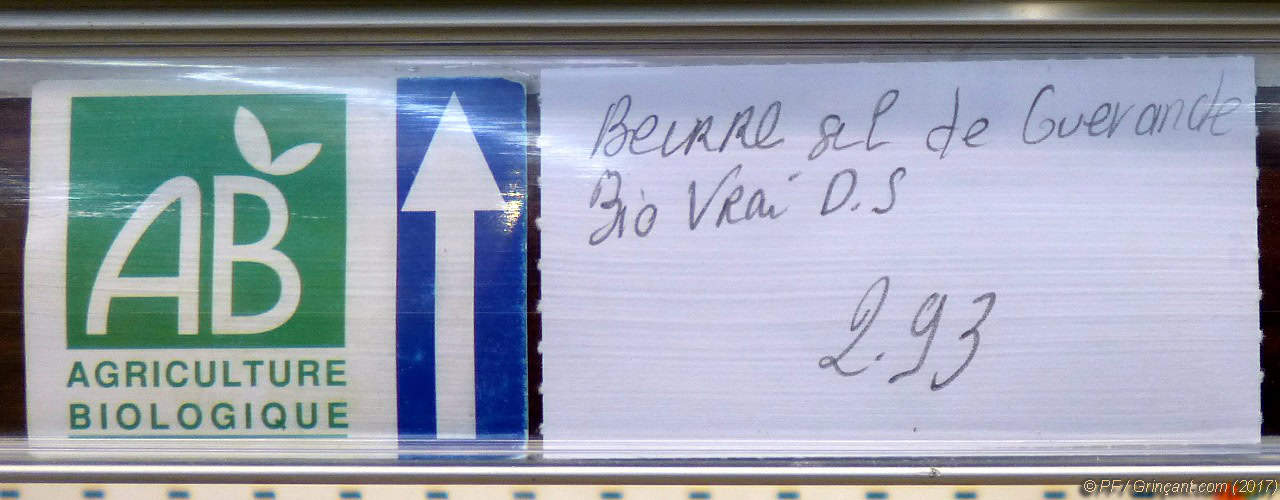 AB
AGRICULTURE
BIOLOGIQUE
Beurre sel de Guerande
Bio Vrai D.S
2.93
© PF / Grinçant.com (2017)